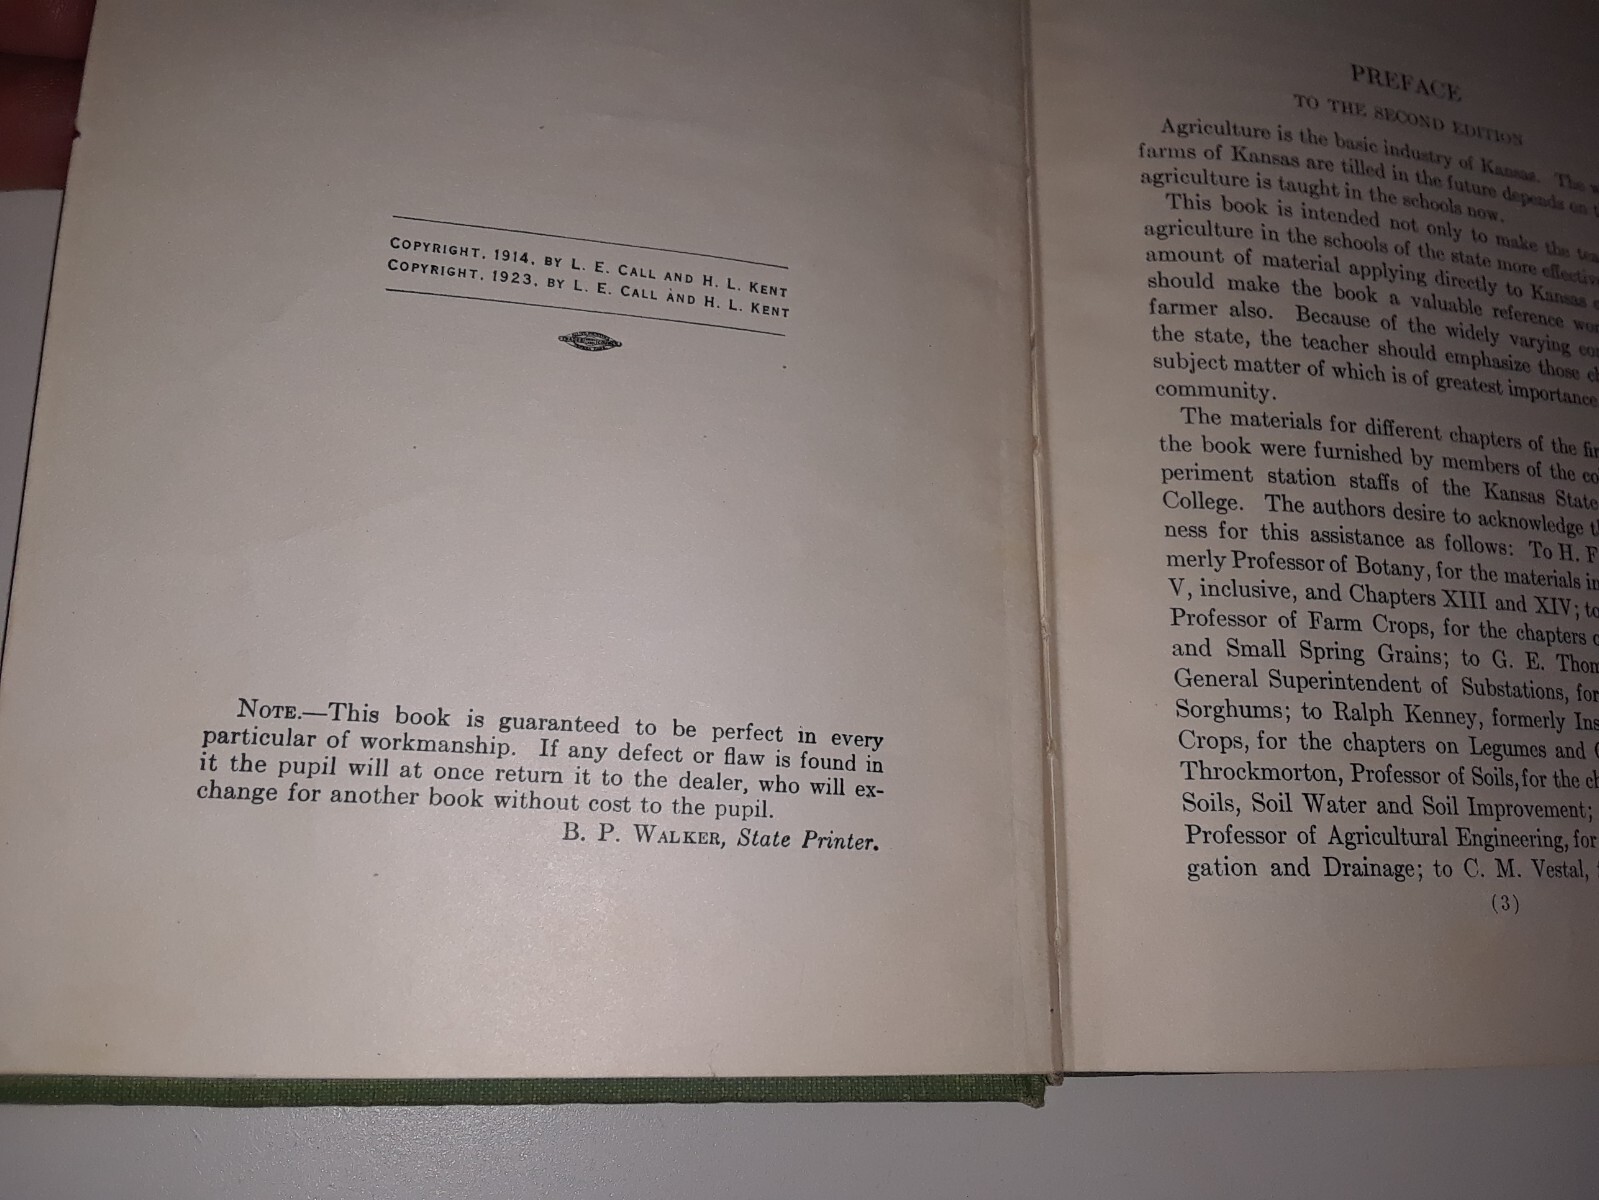 COPYRIGHT, 1914, BY L. E. CALL AND H. L. KENT
COPYRIGHT, 1923, BY L. E. CALL AND H. L. KENT
NOTE.—This book is guaranteed to be perfect in every
particular of workmanship. If any defect or flaw is found in
it the pupil will at once return it to the dealer, who will ex-
change for another book without cost to the pupil.
B. P. WALKER, State Printer.
PREFACE
TO THE SECOND EDITION
Agriculture is the basic industry of Kansas. The
farms of Kansas are tilled in the future depends on
agriculture is taught in the schools now.
This book is intended not only to make the
agriculture in the schools of the state more
amount of material applying directly to Kansas
should make the book a valuable reference
farmer also. Because of the widely varying
the state, the teacher should emphasize those
subject matter of which is of greatest importance
community.
The materials for different chapters of the
the book were furnished by members of the
periment station staffs of the Kansas State
College. The authors desire to acknowledge
ness for this assistance as follows: To H. F
merly Professor of Botany, for the materials
V, inclusive, and Chapters XIII and XIV; to
Professor of Farm Crops, for the chapters
and Small Spring Grains; to G. E. Thom
General Superintendent of Substations, for
Sorghums; to Ralph Kenney, formerly Ins
Crops, for the chapters on Legumes and
Throckmorton, Professor of Soils, for the
Soils, Soil Water and Soil Improvement;
Professor of Agricultural Engineering, for
gation and Drainage; to C. M. Vestal,
(3)